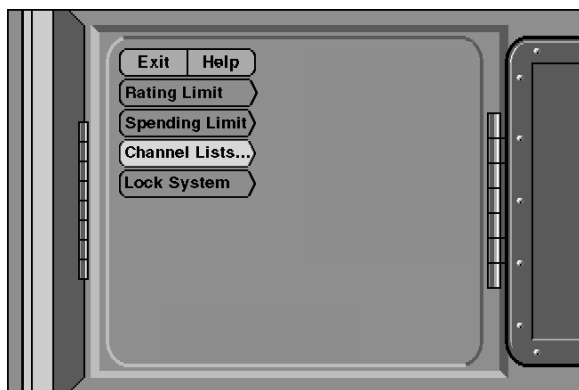 Exit Help
Rating Limit
Spending Limit
Channel Lists...
Lock System